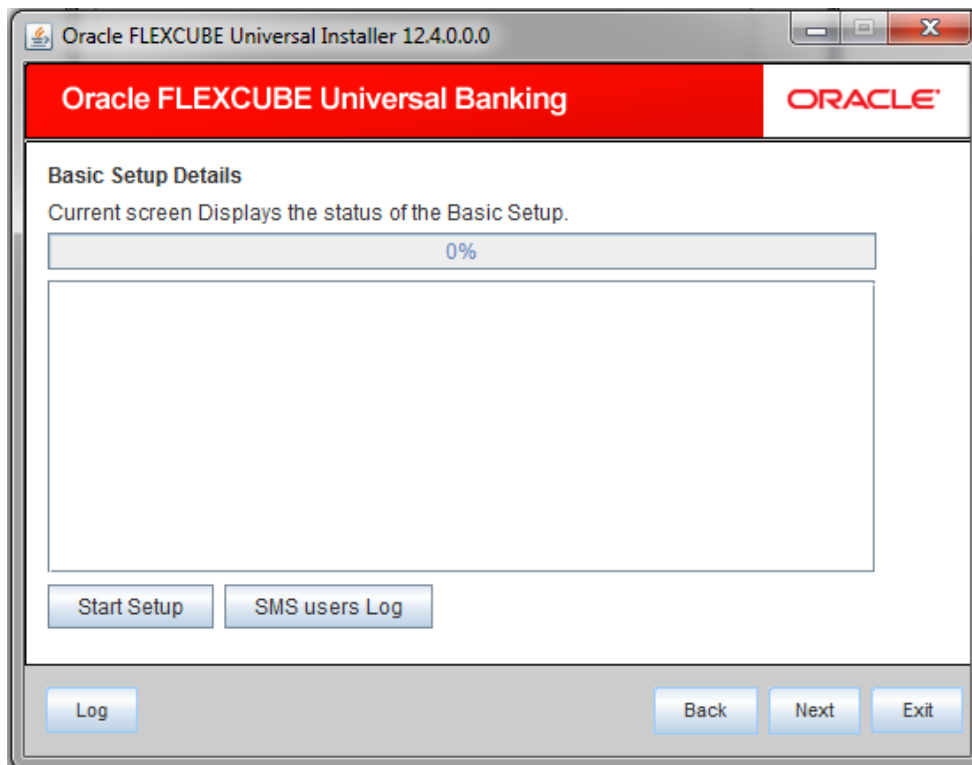 Oracle FLEXCUBE Universal Installer 12.4.0.0.0
Oracle FLEXCUBE Universal Banking
ORACLE
Basic Setup Details
Current screen Displays the status of the Basic Setup.
0%
Start Setup SMS users Log
Log Back Next Exit